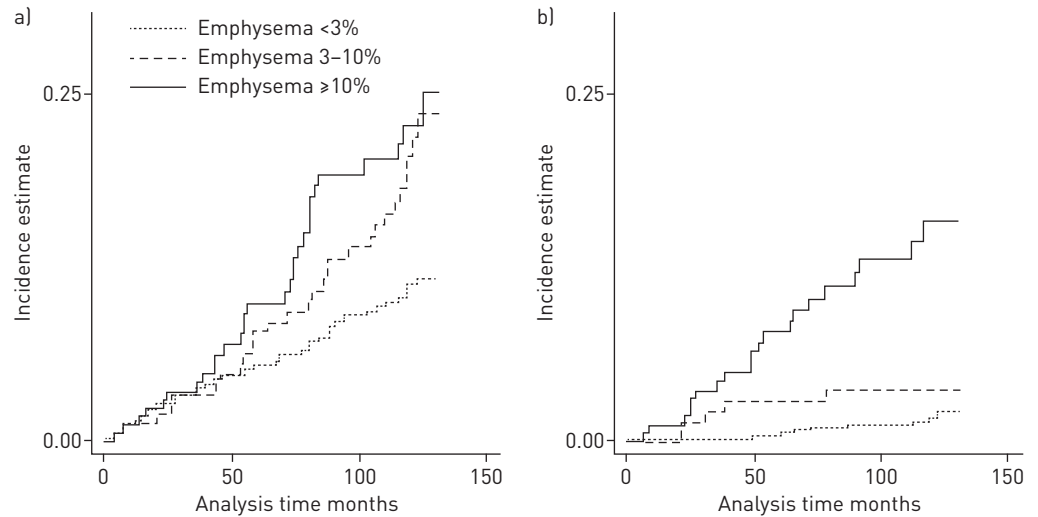 a)
Emphysema <3%
Emphysema 3–10%
Emphysema ≥10%
0.25
0.00
Incidence estimate
0 50 100 150
Analysis time months
b)
0.25
0.00
Incidence estimate
0 50 100 150
Analysis time months